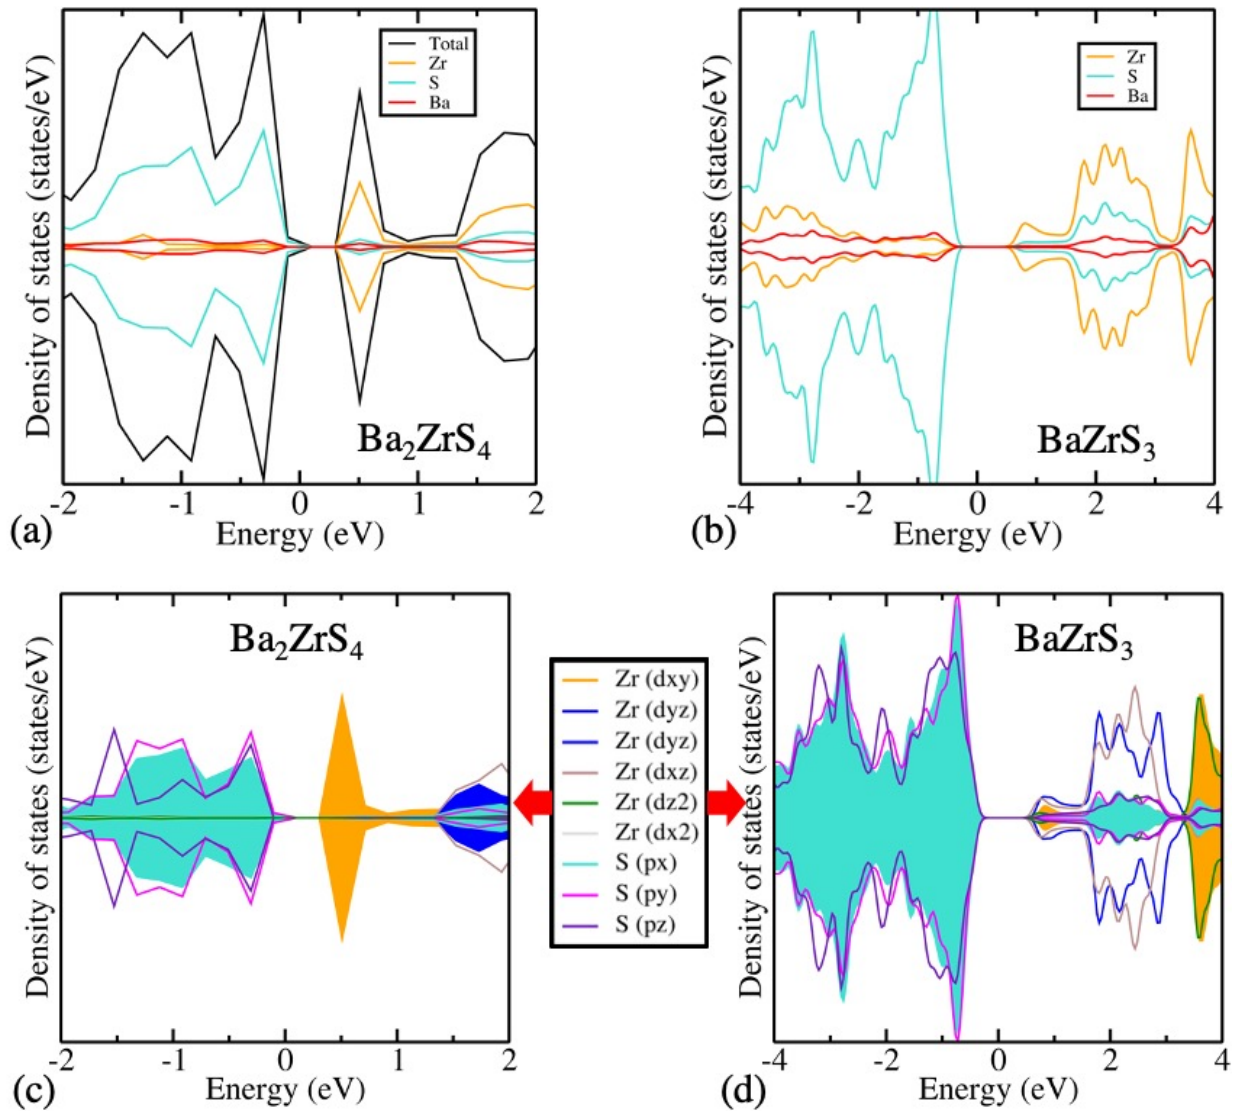 Density of states (states/eV)
Total
Zr
S
Ba
Ba₂ZrS₄
-2
-1
0
1
2
Energy (eV)
(a)
Density of states (states/eV)
Zr
S
Ba
BaZrS₃
-4
-2
0
2
4
Energy (eV)
(b)
Density of states (states/eV)
Ba₂ZrS₄
-2
-1
0
1
2
Energy (eV)
(c)
Zr (dxy)
Zr (dyz)
Zr (dyz)
Zr (dxz)
Zr (dz2)
Zr (dx2)
S (px)
S (py)
S (pz)
Density of states (states/eV)
BaZrS₃
-4
-2
0
2
4
Energy (eV)
(d)